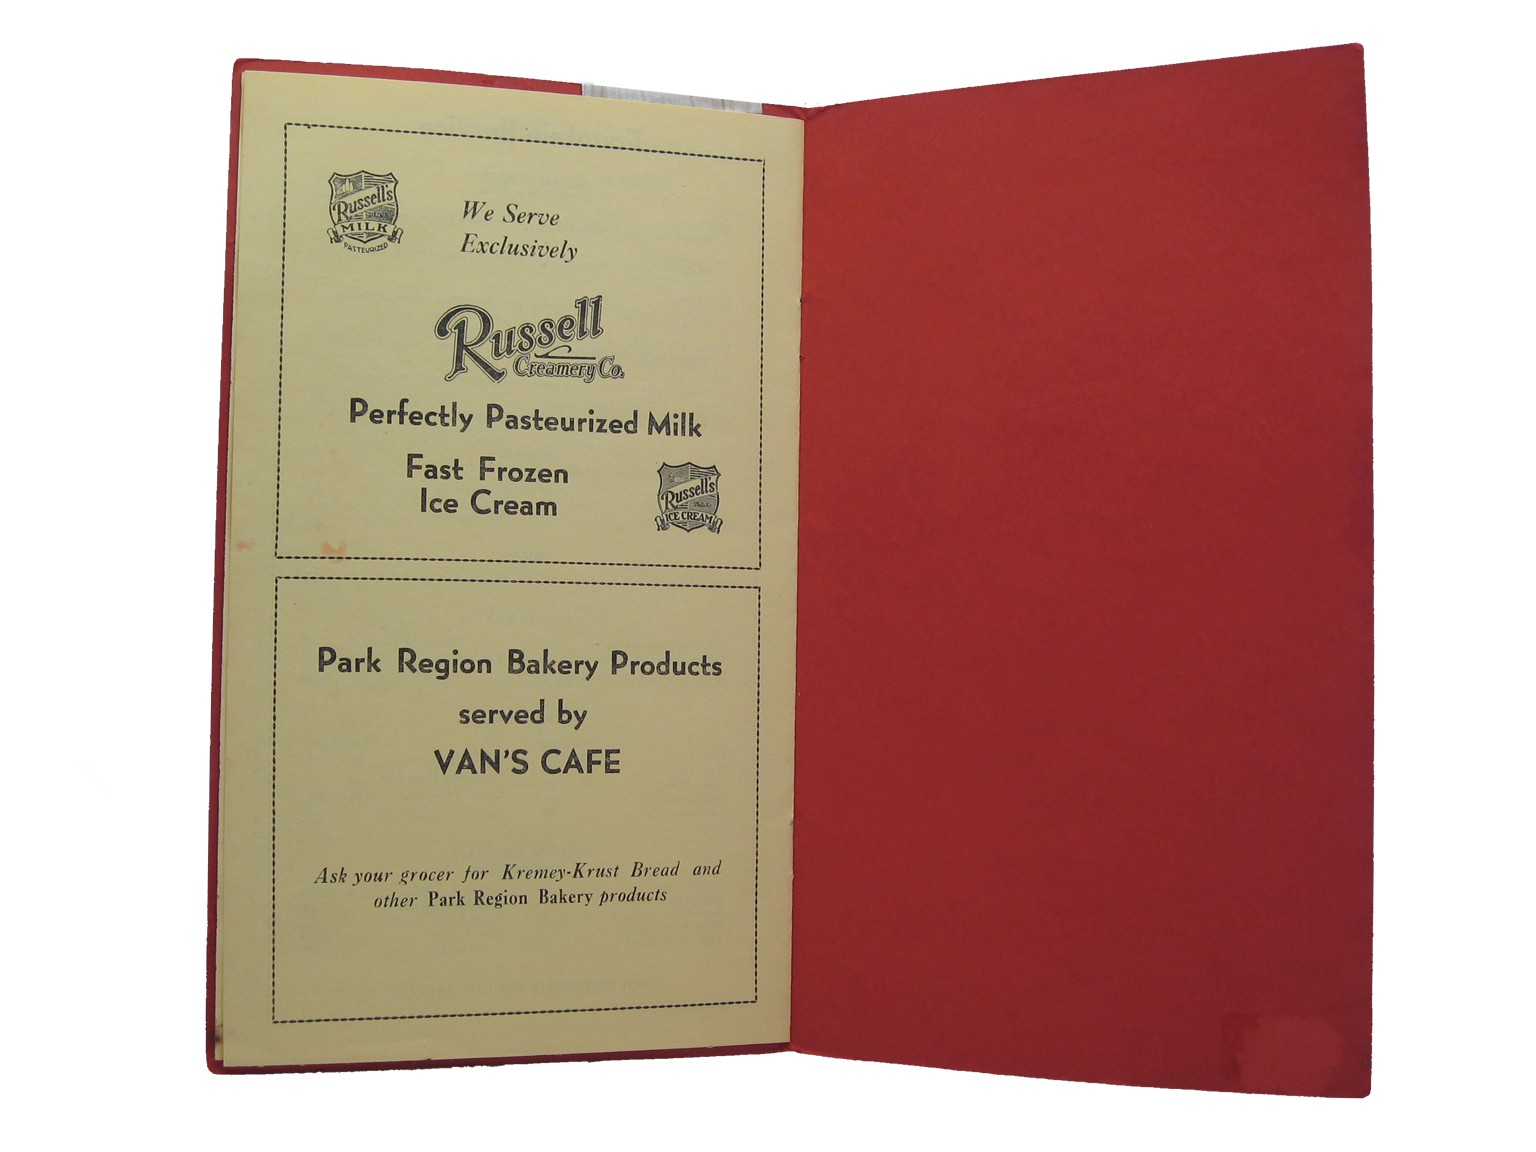 Russell's
MILK
PASTEURIZED
We Serve
Exclusively
Russell
Creamery Co.
Perfectly Pasteurized Milk
Fast Frozen
Ice Cream
Russell's
ICE CREAM
Park Region Bakery Products
served by
VAN'S CAFE
Ask your grocer for Kremey-Krust Bread and
other Park Region Bakery products